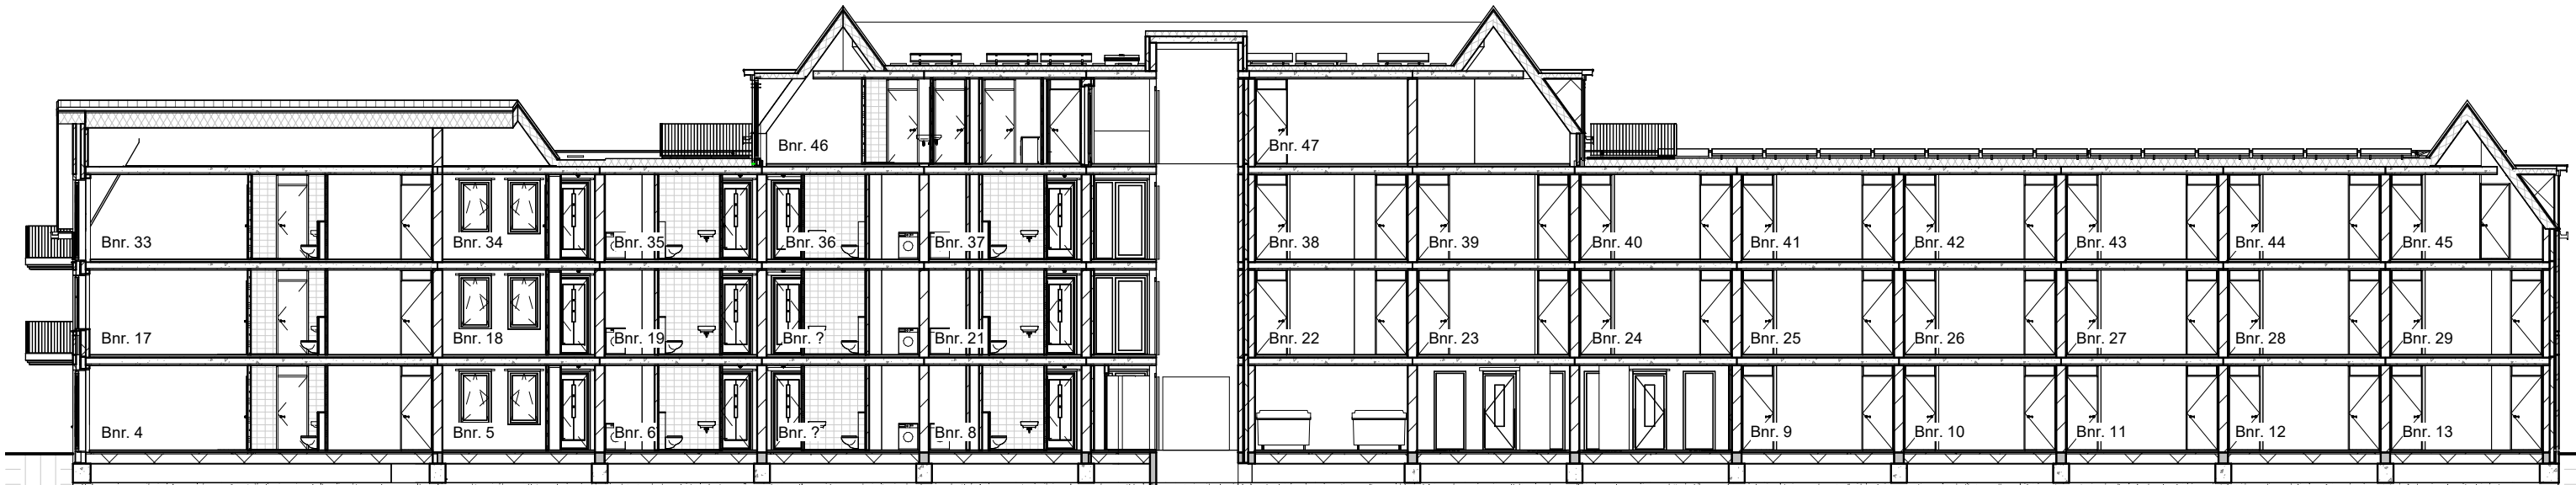 Bnr. 46
Bnr. 47
Bnr. 33
Bnr. 34
Bnr. 35
Bnr. 36
Bnr. 37
Bnr. 38
Bnr. 39
Bnr. 40
Bnr. 41
Bnr. 42
Bnr. 43
Bnr. 44
Bnr. 45
Bnr. 17
Bnr. 18
Bnr. 19
Bnr. ?
Bnr. 21
Bnr. 22
Bnr. 23
Bnr. 24
Bnr. 25
Bnr. 26
Bnr. 27
Bnr. 28
Bnr. 29
Bnr. 4
Bnr. 5
Bnr. 6
Bnr. ?
Bnr. 8
Bnr. 9
Bnr. 10
Bnr. 11
Bnr. 12
Bnr. 13